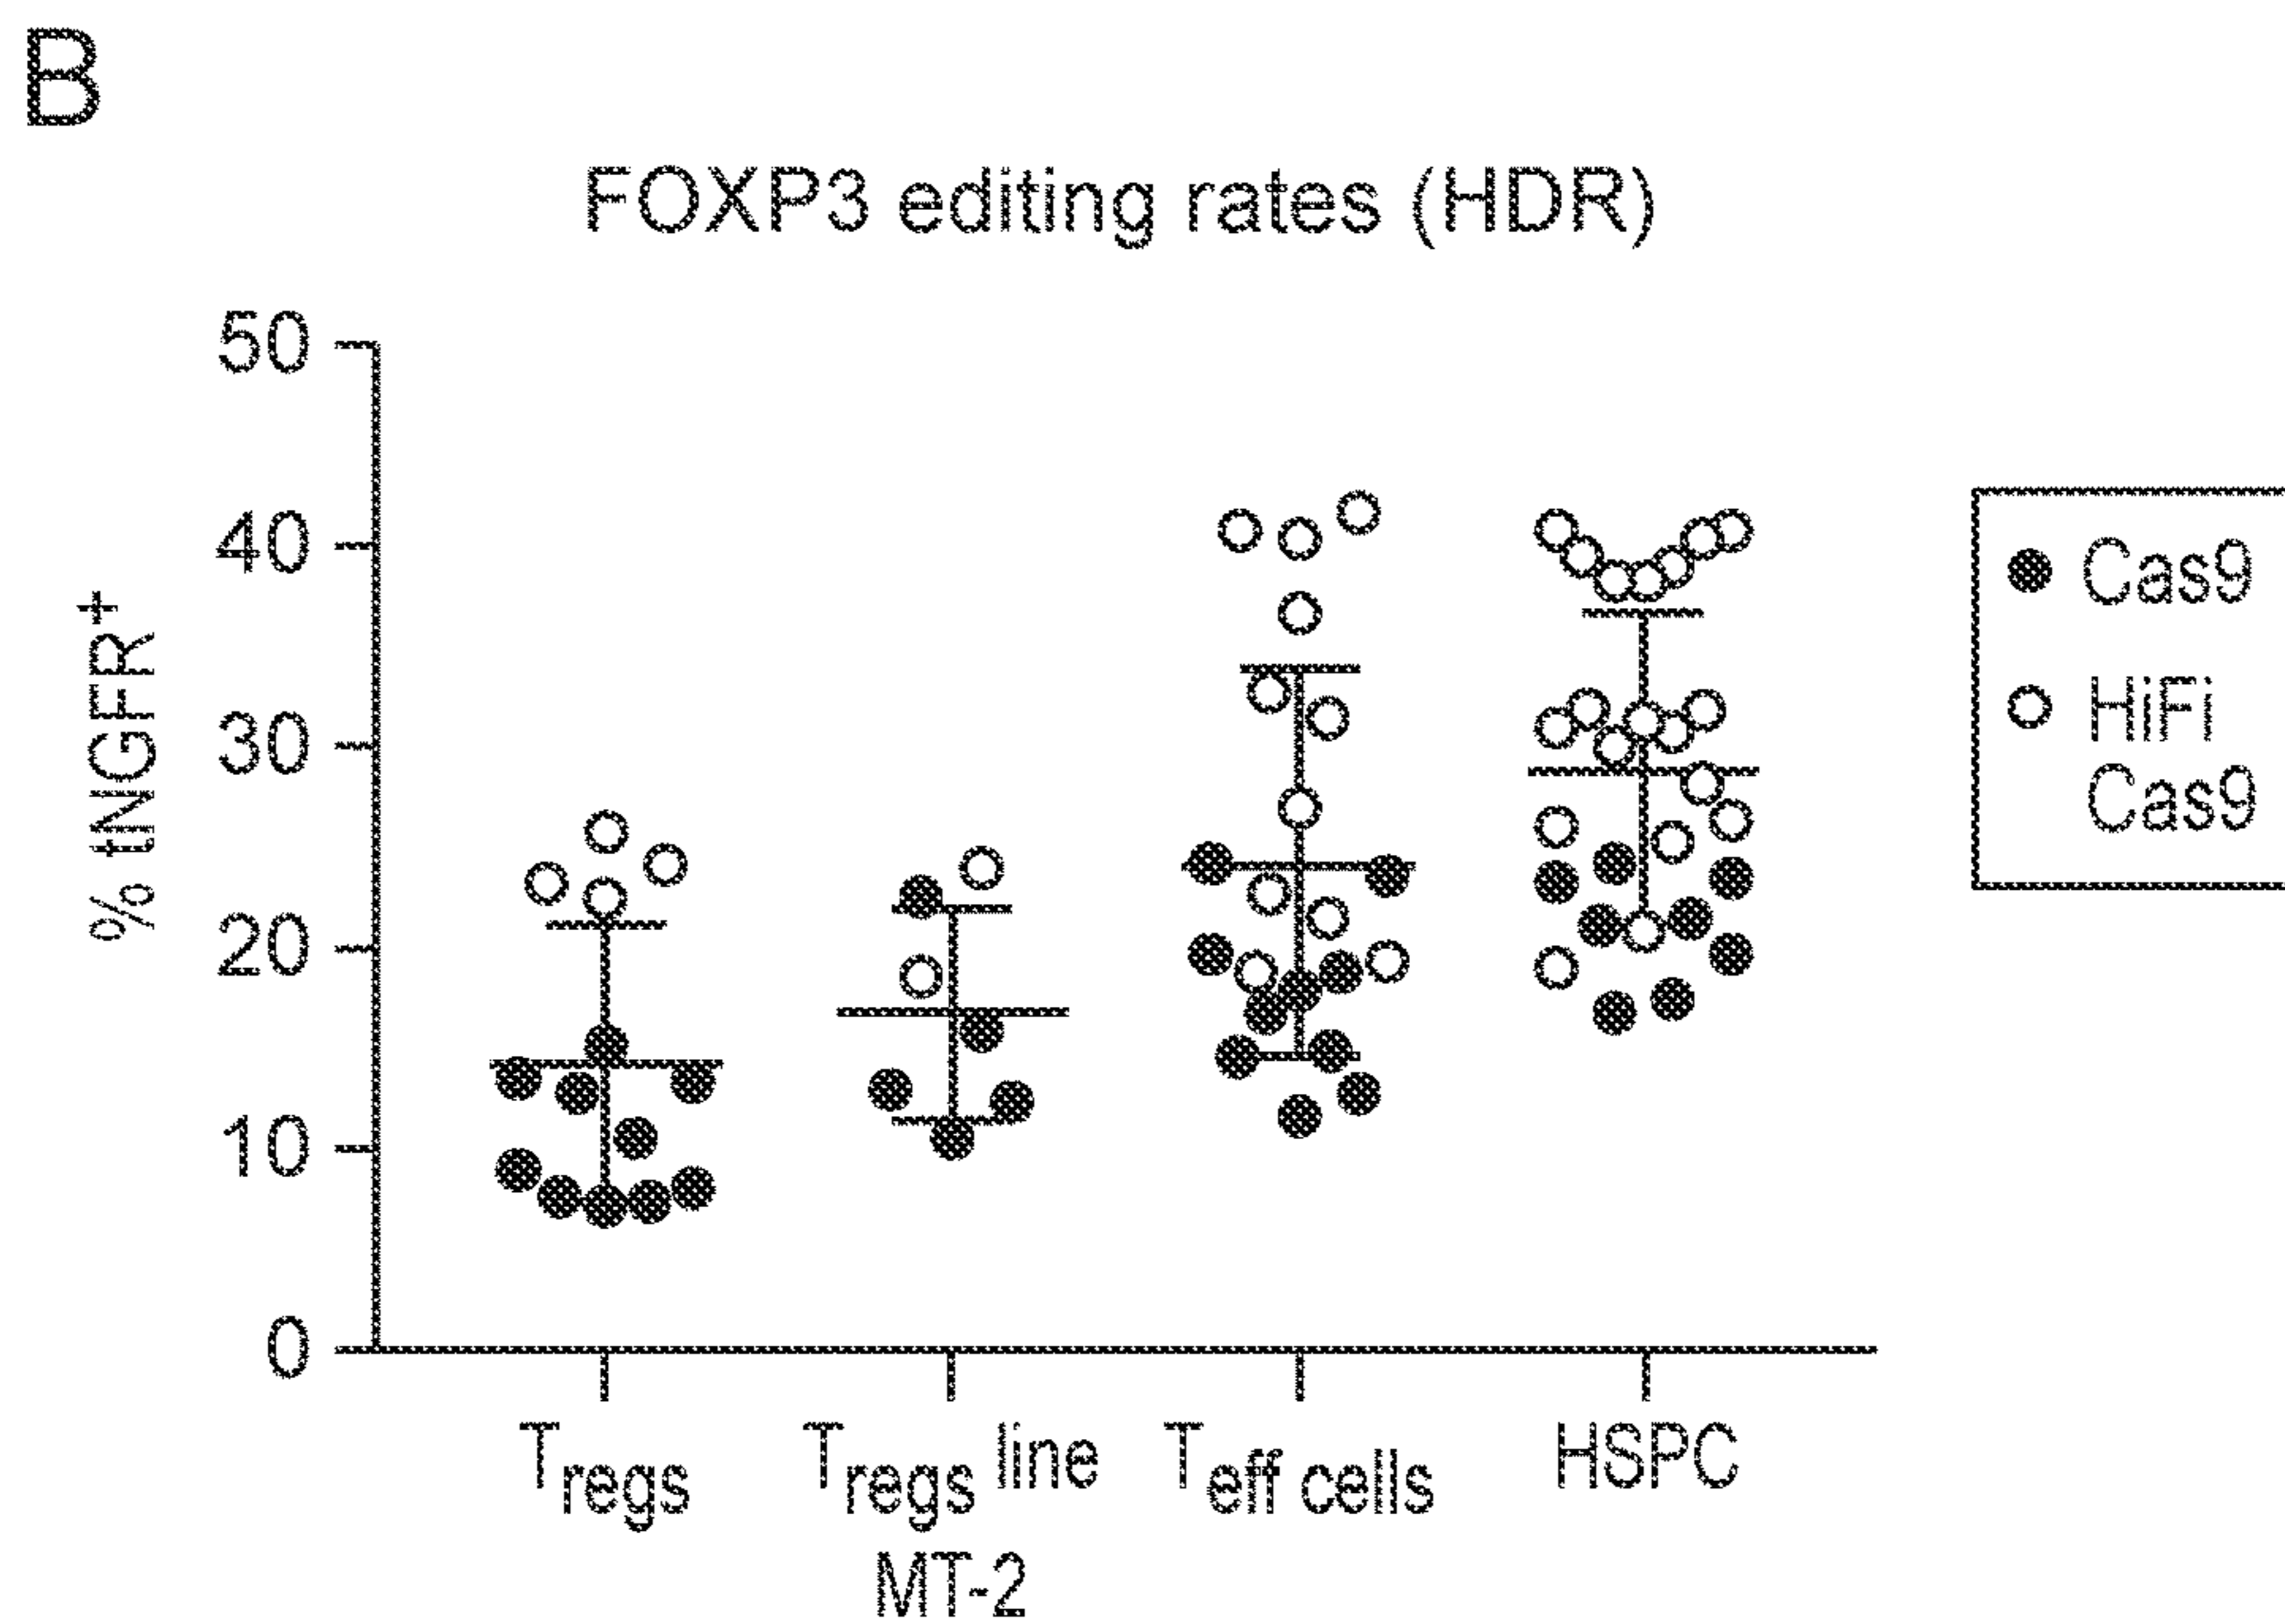 B
FOXP3 editing rates (HDR)
% tNGFR⁺
50
40
30
20
10
0
Tregs
Tregs line
MT-2
Teff cells
HSPC
Cas9
HiFi
Cas9